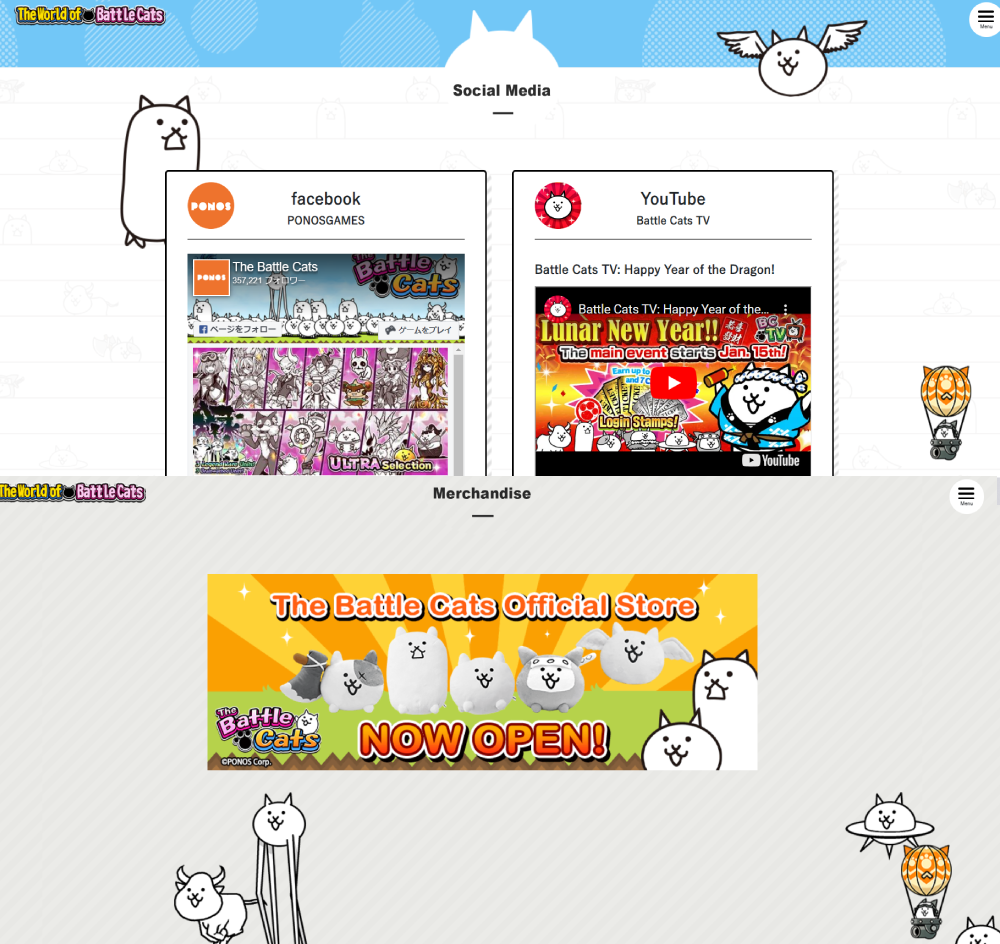 The World of Battle Cats
Menu
Social Media
PONOS
facebook
PONOSGAMES
PONOS
The Battle Cats
357,221 フォロワー
The Battle Cats
ページをフォロー
ゲームをプレイ
ULTRA Selection
YouTube
Battle Cats TV
Battle Cats TV: Happy Year of the Dragon!
Battle Cats TV: Happy Year of the...
Lunar New Year!!
BC TV
The main event starts Jan. 15th!
Earn up to
Login Stamps!
YouTube
The World of Battle Cats
Menu
Merchandise
The Battle Cats Official Store
The Battle Cats
NOW OPEN!
©PONOS Corp.